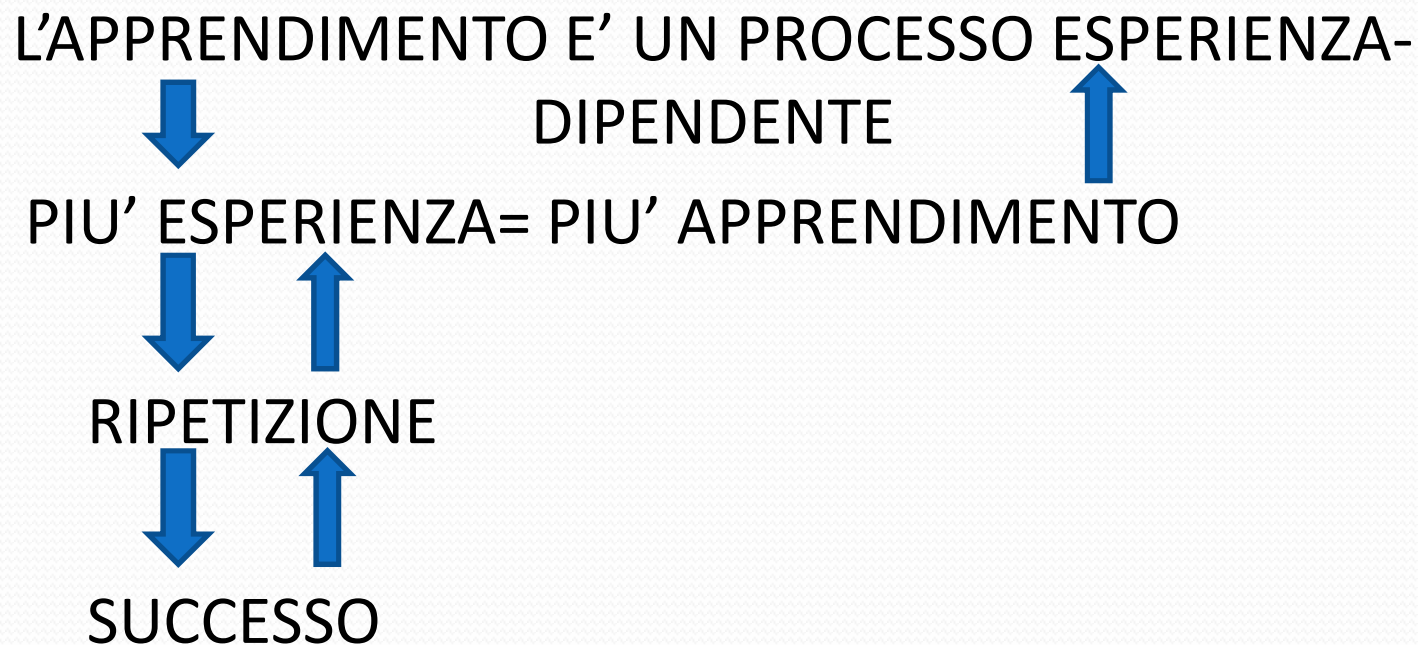 L’APPRENDIMENTO E’ UN PROCESSO ESPERIENZA-
DIPENDENTE
PIU’ ESPERIENZA= PIU’ APPRENDIMENTO
RIPETIZIONE
SUCCESSO